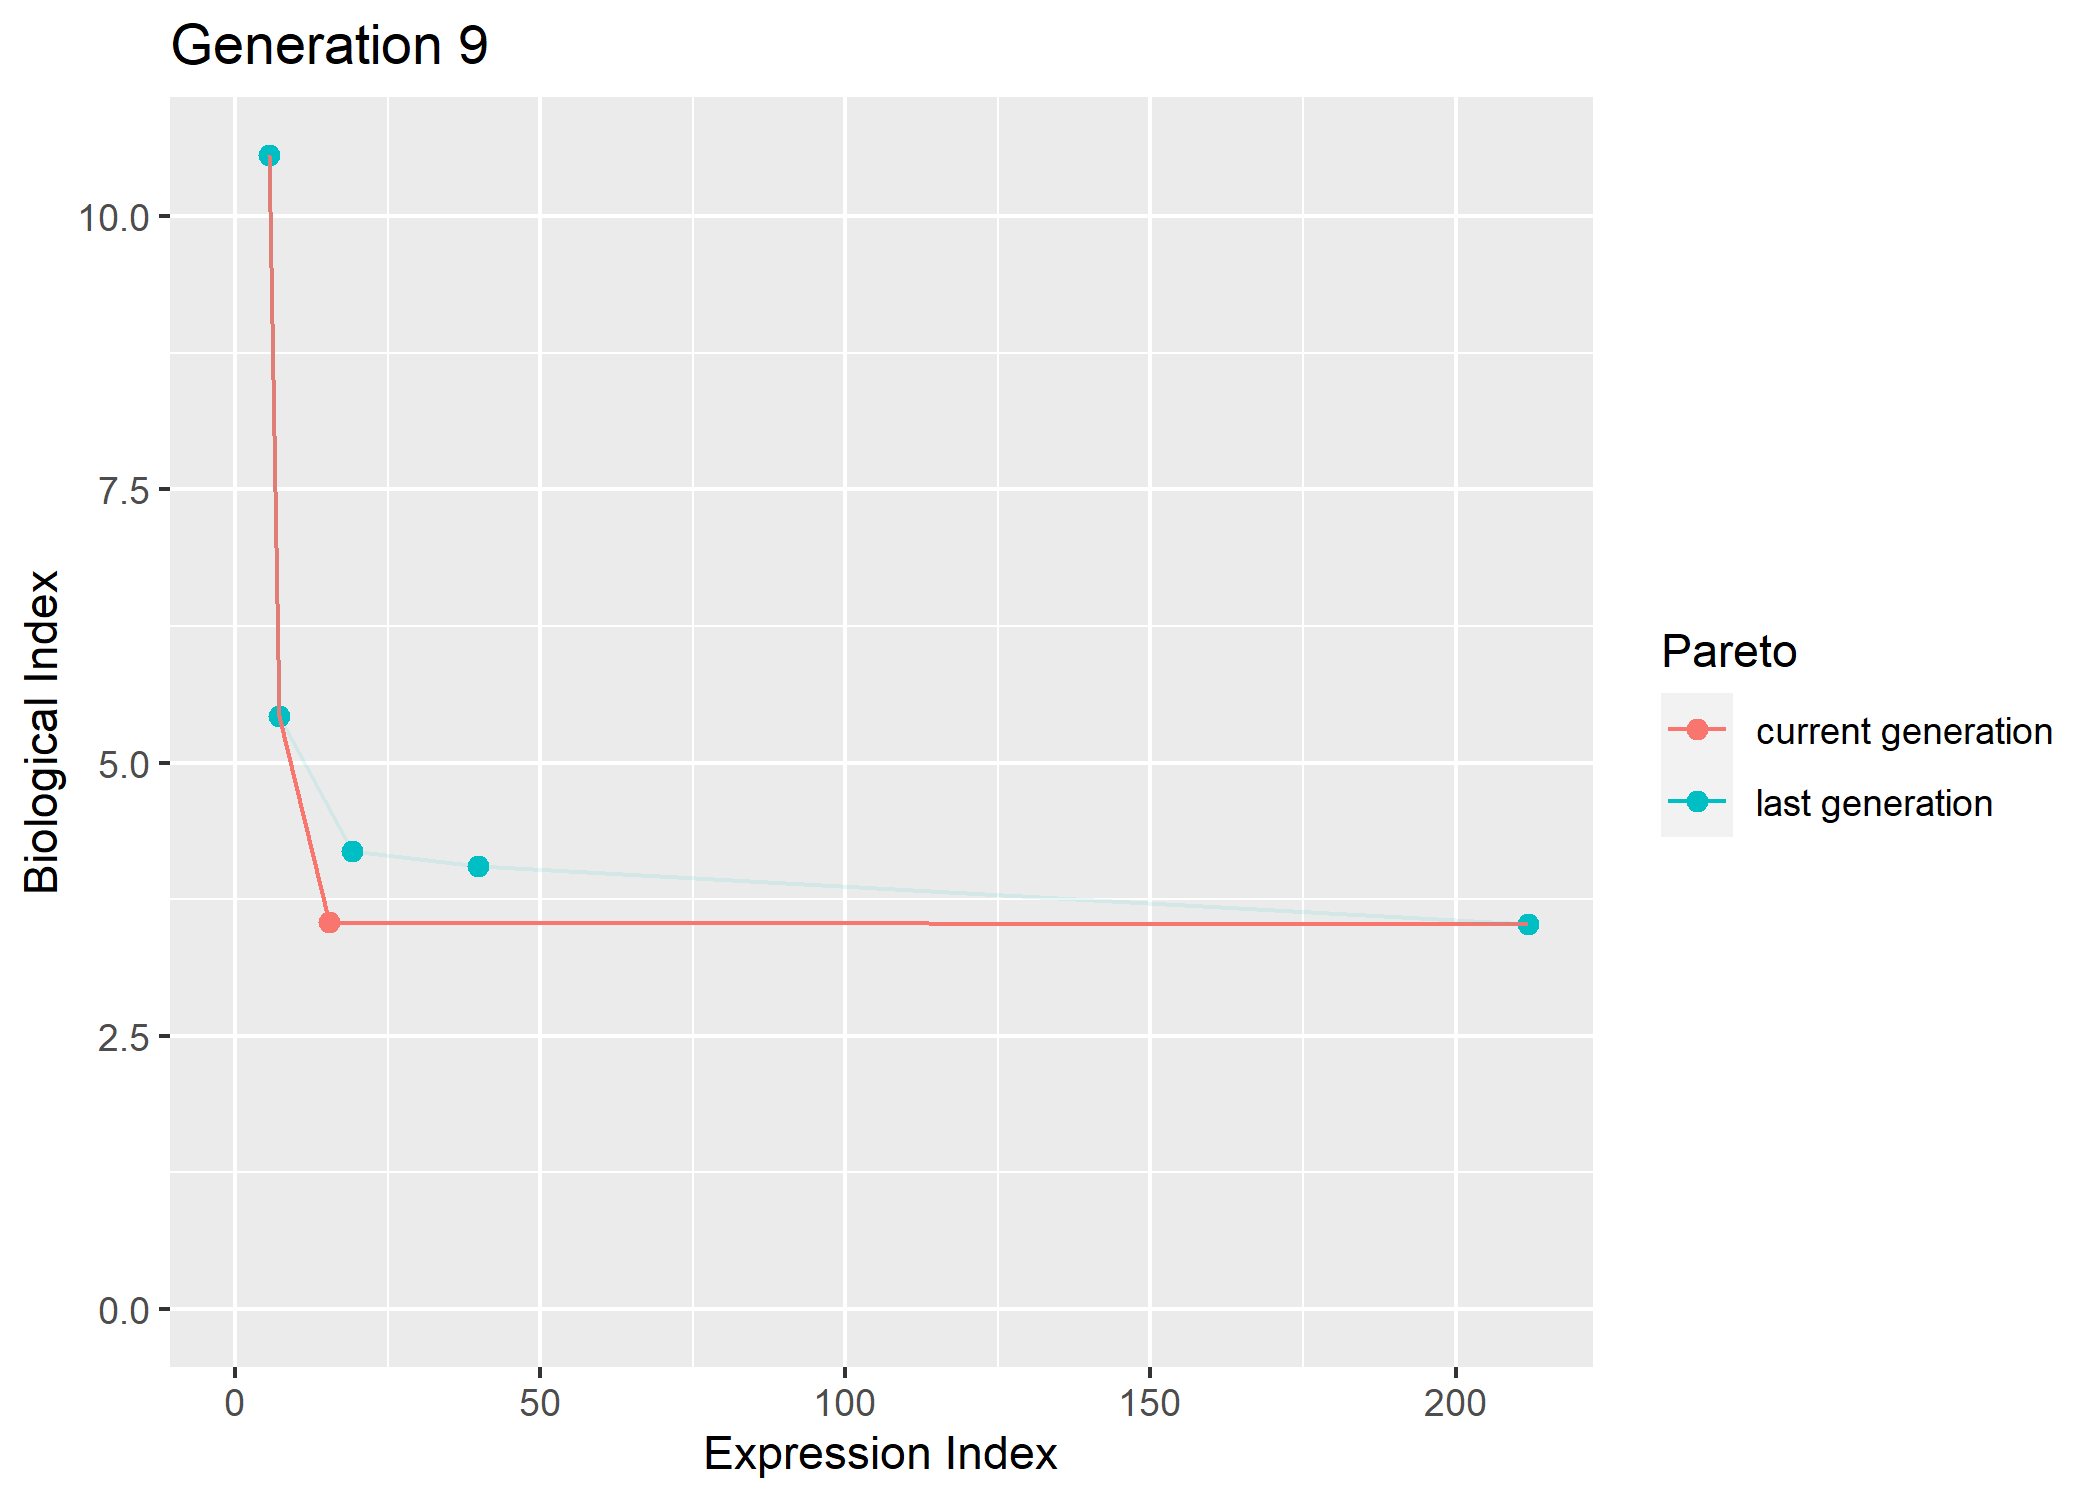 Generation 9
10.0
7.5
5.0
2.5
0.0
Biological Index
0 50 100 150 200
Expression Index
Pareto
current generation
last generation